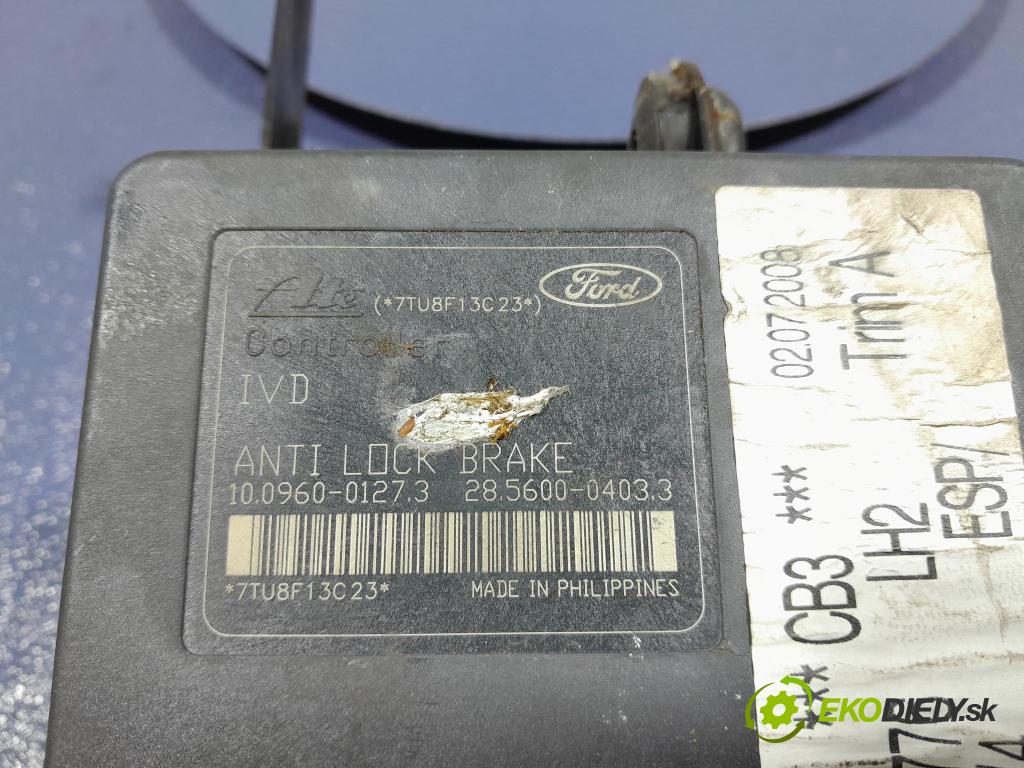 Ate (*7TU8F13C23*) Ford
Controls
IVD
ANTI LOCK BRAKE
10.0960-0127.3 28.5600-0403.3
*7TU8F13C23* MADE IN PHILIPPINES
02.07.2008
Trim A
*** CB3 ***
LH2
ESP/
EKODIELY.sk